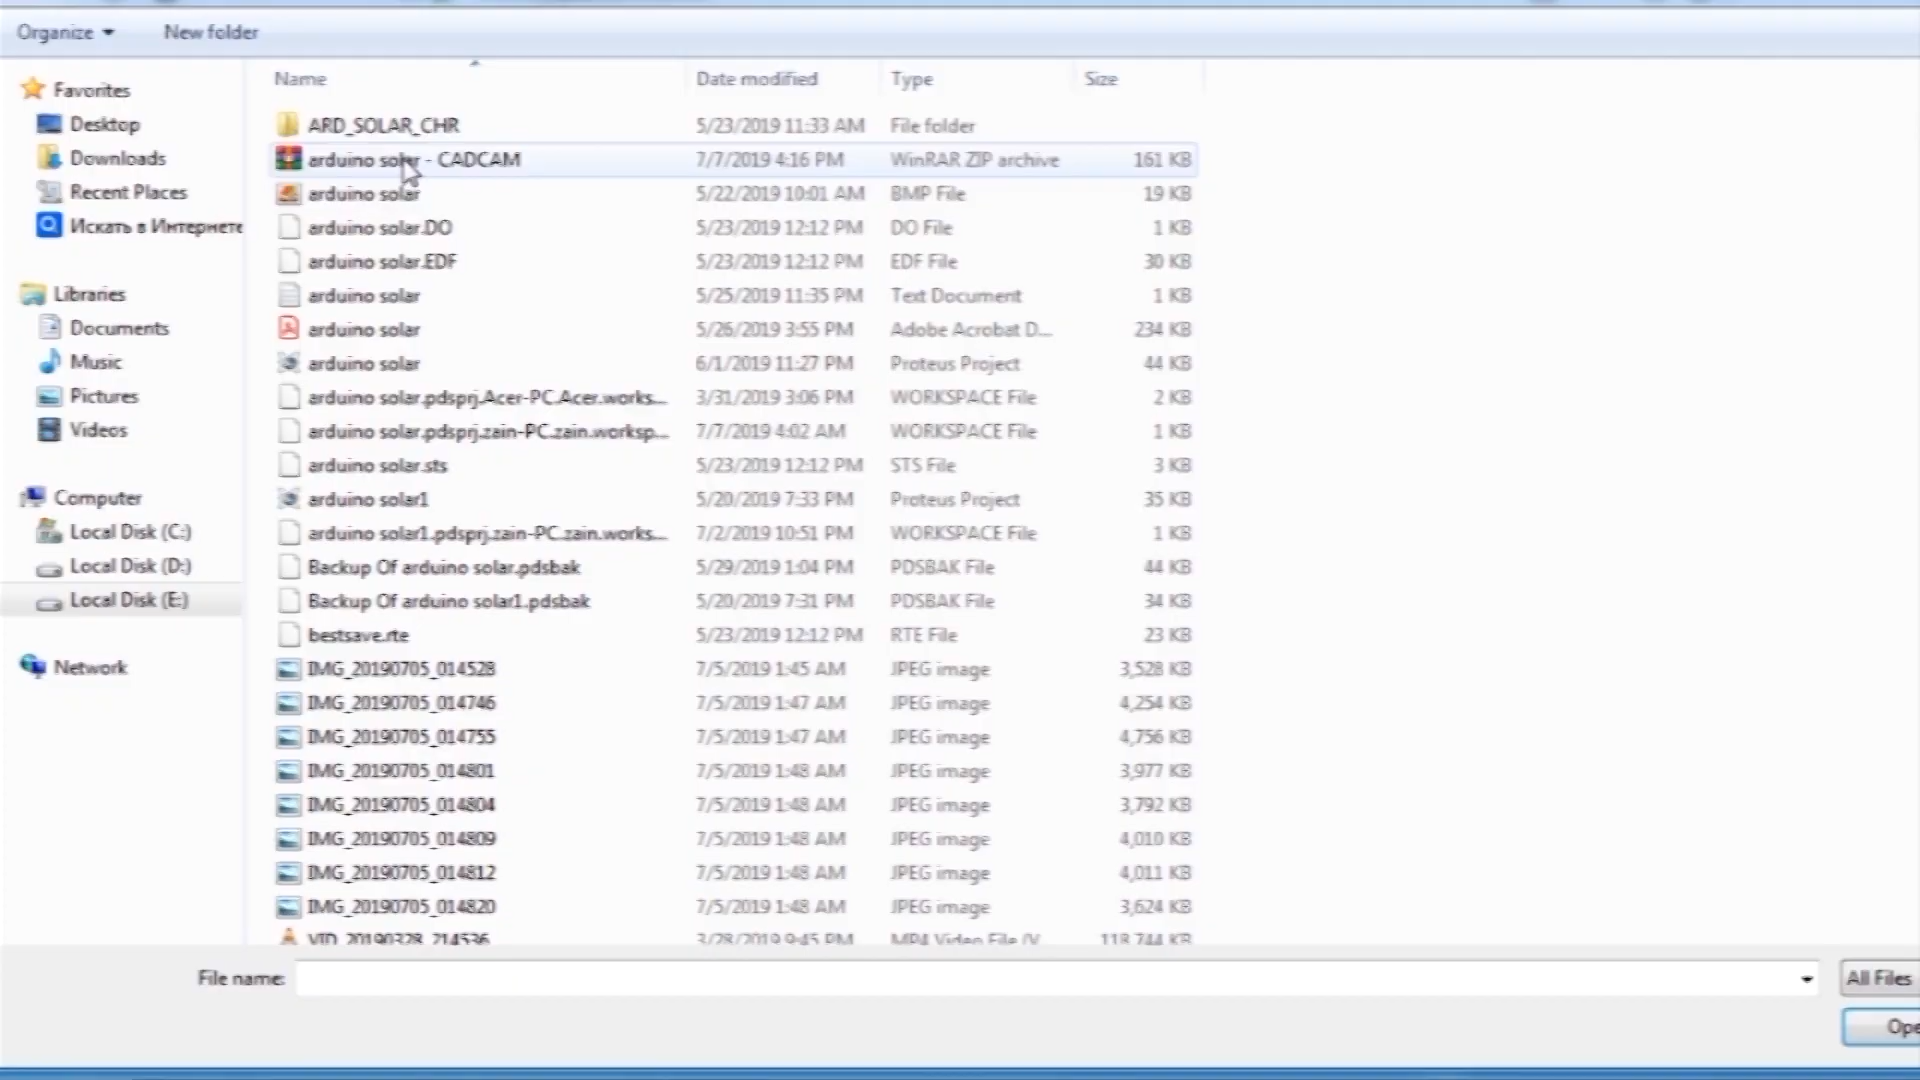 Organize New folder
Name Date modified Type Size
Favorites
Desktop
Downloads
Recent Places
Искать в Интернете
Libraries
Documents
Music
Pictures
Videos
Computer
Local Disk (C:)
Local Disk (D:)
Local Disk (E:)
Network
ARD_SOLAR_CHR 5/23/2019 11:33 AM File folder
arduino solar - CADCAM 7/7/2019 4:16 PM WinRAR ZIP archive 161 KB
arduino solar 5/22/2019 10:01 AM BMP File 19 KB
arduino solar.DO 5/23/2019 12:12 PM DO File 1 KB
arduino solar.EDF 5/23/2019 12:12 PM EDF File 30 KB
arduino solar 5/25/2019 11:35 PM Text Document 1 KB
arduino solar 5/26/2019 3:55 PM Adobe Acrobat D... 234 KB
arduino solar 6/1/2019 11:27 PM Proteus Project 44 KB
arduino solar.pdsprj.Acer-PC.Acer.works... 3/31/2019 3:06 PM WORKSPACE File 2 KB
arduino solar.pdsprj.zain-PC.zain.worksp... 7/7/2019 4:02 AM WORKSPACE File 1 KB
arduino solar.sts 5/23/2019 12:12 PM STS File 3 KB
arduino solar1 5/20/2019 7:33 PM Proteus Project 35 KB
arduino solar1.pdsprj.zain-PC.zain.works... 7/2/2019 10:51 PM WORKSPACE File 1 KB
Backup Of arduino solar.pdsbak 5/29/2019 1:04 PM PDSBAK File 44 KB
Backup Of arduino solar1.pdsbak 5/20/2019 7:31 PM PDSBAK File 34 KB
bestsave.rte 5/23/2019 12:12 PM RTE File 23 KB
IMG_20190705_014528 7/5/2019 1:45 AM JPEG image 3,528 KB
IMG_20190705_014746 7/5/2019 1:47 AM JPEG image 4,254 KB
IMG_20190705_014755 7/5/2019 1:47 AM JPEG image 4,756 KB
IMG_20190705_014801 7/5/2019 1:48 AM JPEG image 3,977 KB
IMG_20190705_014804 7/5/2019 1:48 AM JPEG image 3,792 KB
IMG_20190705_014809 7/5/2019 1:48 AM JPEG image 4,010 KB
IMG_20190705_014812 7/5/2019 1:48 AM JPEG image 4,011 KB
IMG_20190705_014820 7/5/2019 1:48 AM JPEG image 3,624 KB
VID_20190328_214536 3/28/2019 9:45 PM MP4 Video File (V 118,744 KB
File name: All Files
Ope